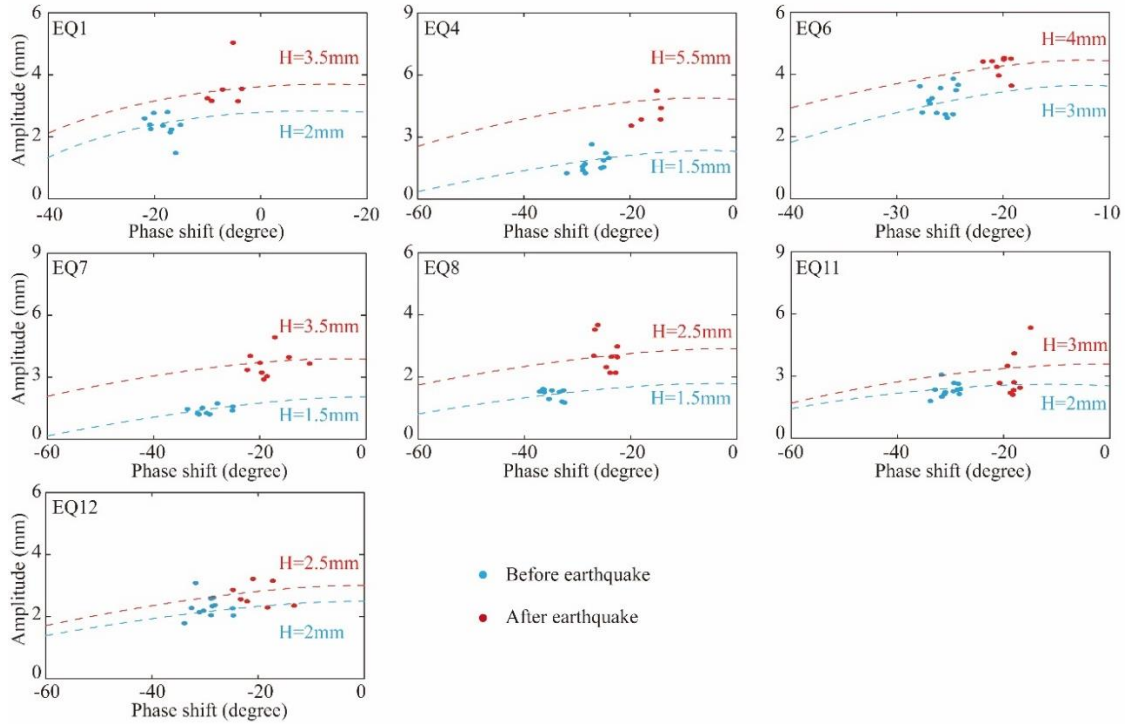 EQ1
Amplitude (mm)
6
4
2
0
H=3.5mm
H=2mm
-40
-20
0
-20
Phase shift (degree)
EQ4
9
6
3
0
H=5.5mm
H=1.5mm
-60
-40
-20
0
Phase shift (degree)
EQ6
6
4
2
0
H=4mm
H=3mm
-40
-30
-20
-10
Phase shift (degree)
EQ7
Amplitude (mm)
9
6
3
0
H=3.5mm
H=1.5mm
-60
-40
-20
0
Phase shift (degree)
EQ8
6
4
2
0
H=2.5mm
H=1.5mm
-60
-40
-20
0
Phase shift (degree)
EQ11
6
4
2
0
H=3mm
H=2mm
-60
-40
-20
0
Phase shift (degree)
EQ12
Amplitude (mm)
6
4
2
0
H=2.5mm
H=2mm
-60
-40
-20
0
Phase shift (degree)
Before earthquake
After earthquake